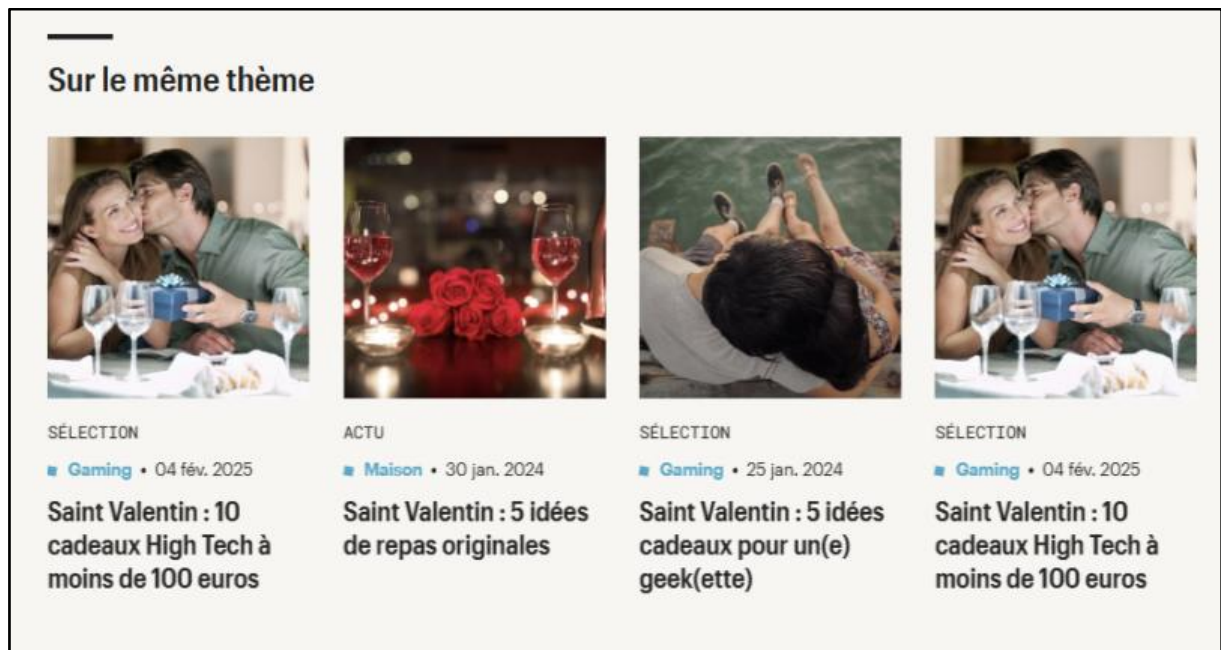 Sur le même thème
SÉLECTION
Gaming • 04 fév. 2025
Saint Valentin : 10
cadeaux High Tech à
moins de 100 euros
ACTU
Maison • 30 jan. 2024
Saint Valentin : 5 idées
de repas originales
SÉLECTION
Gaming • 25 jan. 2024
Saint Valentin : 5 idées
cadeaux pour un(e)
geek(ette)
SÉLECTION
Gaming • 04 fév. 2025
Saint Valentin : 10
cadeaux High Tech à
moins de 100 euros